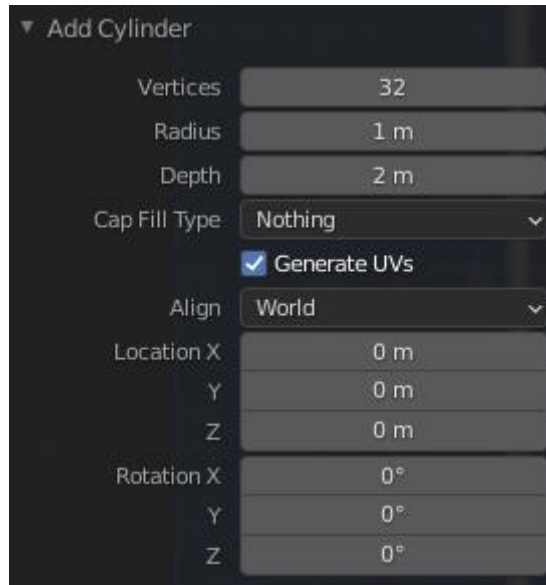 Add Cylinder
Vertices 32
Radius 1 m
Depth 2 m
Cap Fill Type Nothing
Generate UVs
Align World
Location X 0 m
Y 0 m
Z 0 m
Rotation X 0°
Y 0°
Z 0°